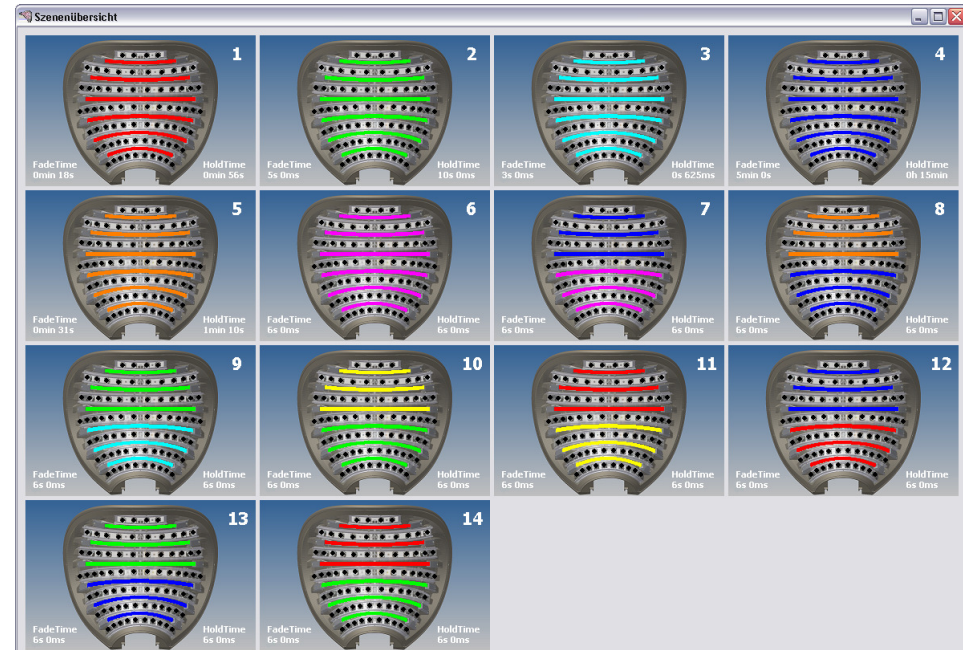 Szenenübersicht
1
FadeTime
0min 18s
HoldTime
0min 56s
2
FadeTime
5s 0ms
HoldTime
10s 0ms
3
FadeTime
3s 0ms
HoldTime
0s 625ms
4
FadeTime
5min 0s
HoldTime
0h 15min
5
FadeTime
0min 31s
HoldTime
1min 10s
6
FadeTime
6s 0ms
HoldTime
6s 0ms
7
FadeTime
6s 0ms
HoldTime
6s 0ms
8
FadeTime
6s 0ms
HoldTime
6s 0ms
9
FadeTime
6s 0ms
HoldTime
6s 0ms
10
FadeTime
6s 0ms
HoldTime
6s 0ms
11
FadeTime
6s 0ms
HoldTime
6s 0ms
12
FadeTime
6s 0ms
HoldTime
6s 0ms
13
FadeTime
6s 0ms
HoldTime
6s 0ms
14
FadeTime
6s 0ms
HoldTime
6s 0ms